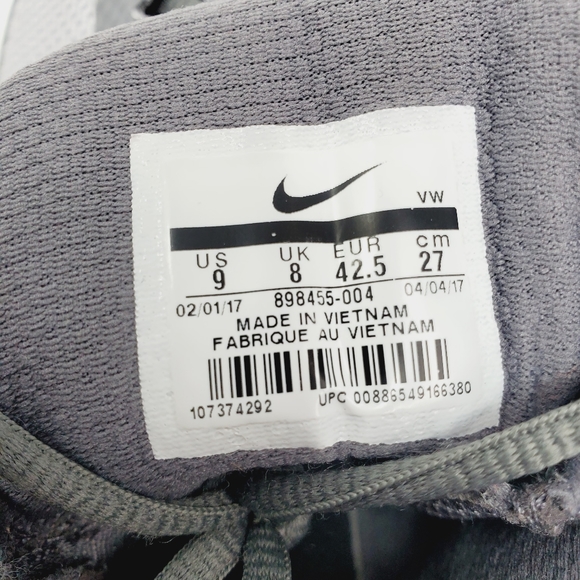 VW
US UK EUR cm
9 8 42.5 27
02/01/17 898455-004 04/04/17
MADE IN VIETNAM
FABRIQUE AU VIETNAM
107374292 UPC 00886549166380